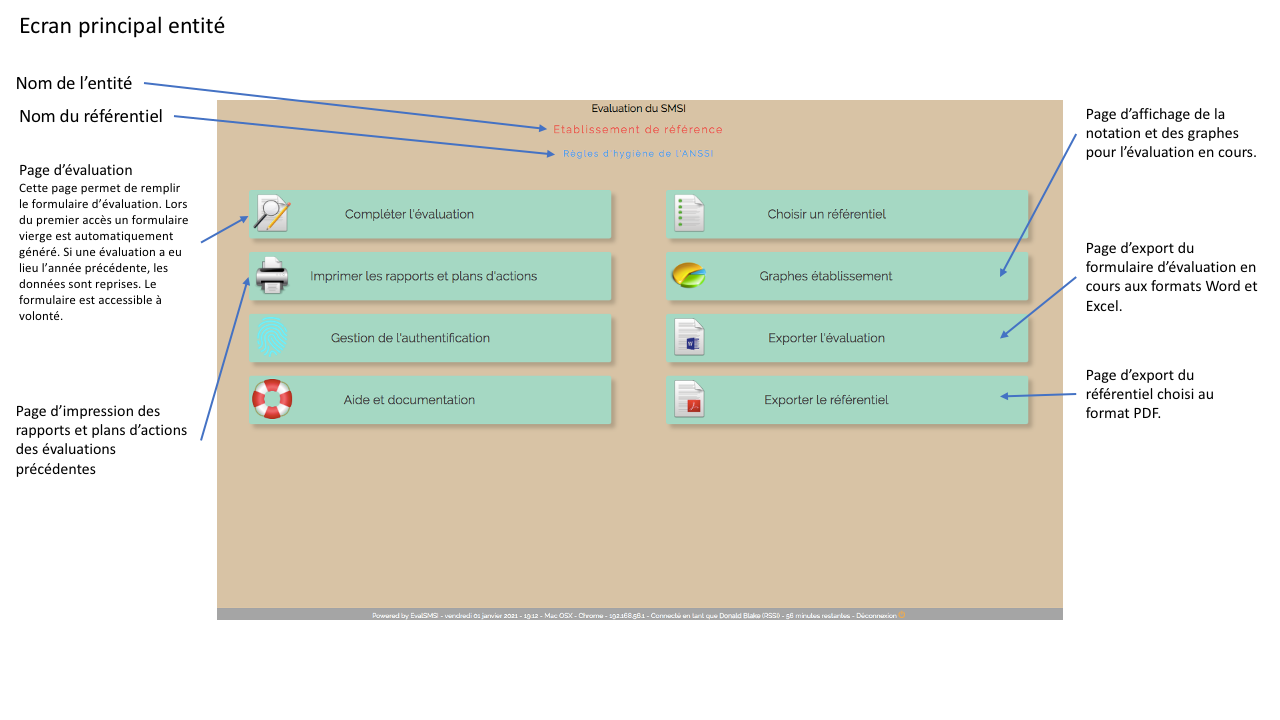 Ecran principal entité
Nom de l'entité
Nom du référentiel
Page d'évaluation
Cette page permet de remplir
le formulaire d'évaluation. Lors
du premier accès un formulaire
vierge est automatiquement
généré. Si une évaluation a eu
lieu l'année précédente, les
données sont reprises. Le
formulaire est accessible à
volonté.
Page d'impression des
rapports et plans d'actions
des évaluations
précédentes
Evaluation du SMSI
Etablissement de référence
Règles d'hygiène de l'ANSSI
Compléter l'évaluation
Choisir un référentiel
Imprimer les rapports et plans d'actions
Graphes établissement
Gestion de l'authentification
Exporter l'évaluation
Aide et documentation
Exporter le référentiel
Powered by EvalSMSI - vendredi 01 janvier 2021 - 19:12 - Mac OSX - Chrome - 192.168.56.1 - Connecté en tant que Donald Blake (RSSI) - 56 minutes restantes - Déconnexion
Page d'affichage de la
notation et des graphes
pour l'évaluation en cours.
Page d'export du
formulaire d'évaluation en
cours aux formats Word et
Excel.
Page d'export du
référentiel choisi au
format PDF.